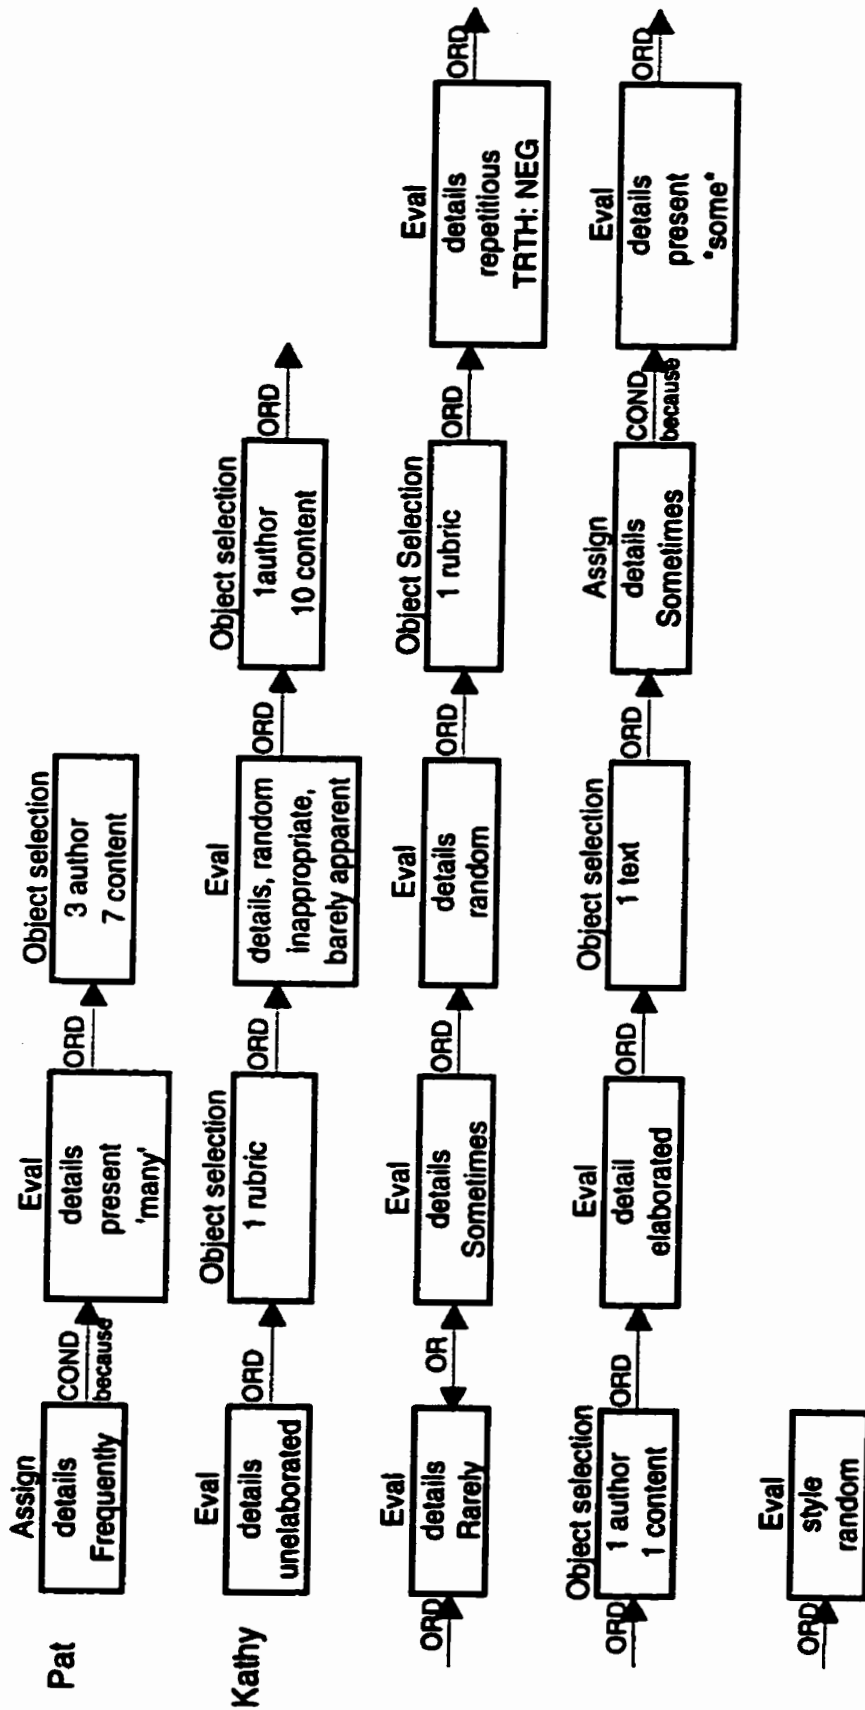 Pat
Assign
details
Frequently
COND
because
Eval
details
present
'many'
ORD
Object selection
3 author
7 content
Kathy
Eval
details
unelaborated
ORD
Object selection
1 rubric
ORD
Eval
details, random
inappropriate,
barely apparent
ORD
Object selection
1author
10 content
ORD
ORD
Eval
details
Rarely
OR
Eval
details
Sometimes
ORD
Eval
details
random
ORD
Object Selection
1 rubric
ORD
Eval
details
repetitious
TRTH: NEG
ORD
ORD
Object selection
1 author
1 content
ORD
Eval
detail
elaborated
ORD
Object selection
1 text
ORD
Assign
details
Sometimes
COND
because
Eval
details
present
"some"
ORD
ORD
Eval
style
random